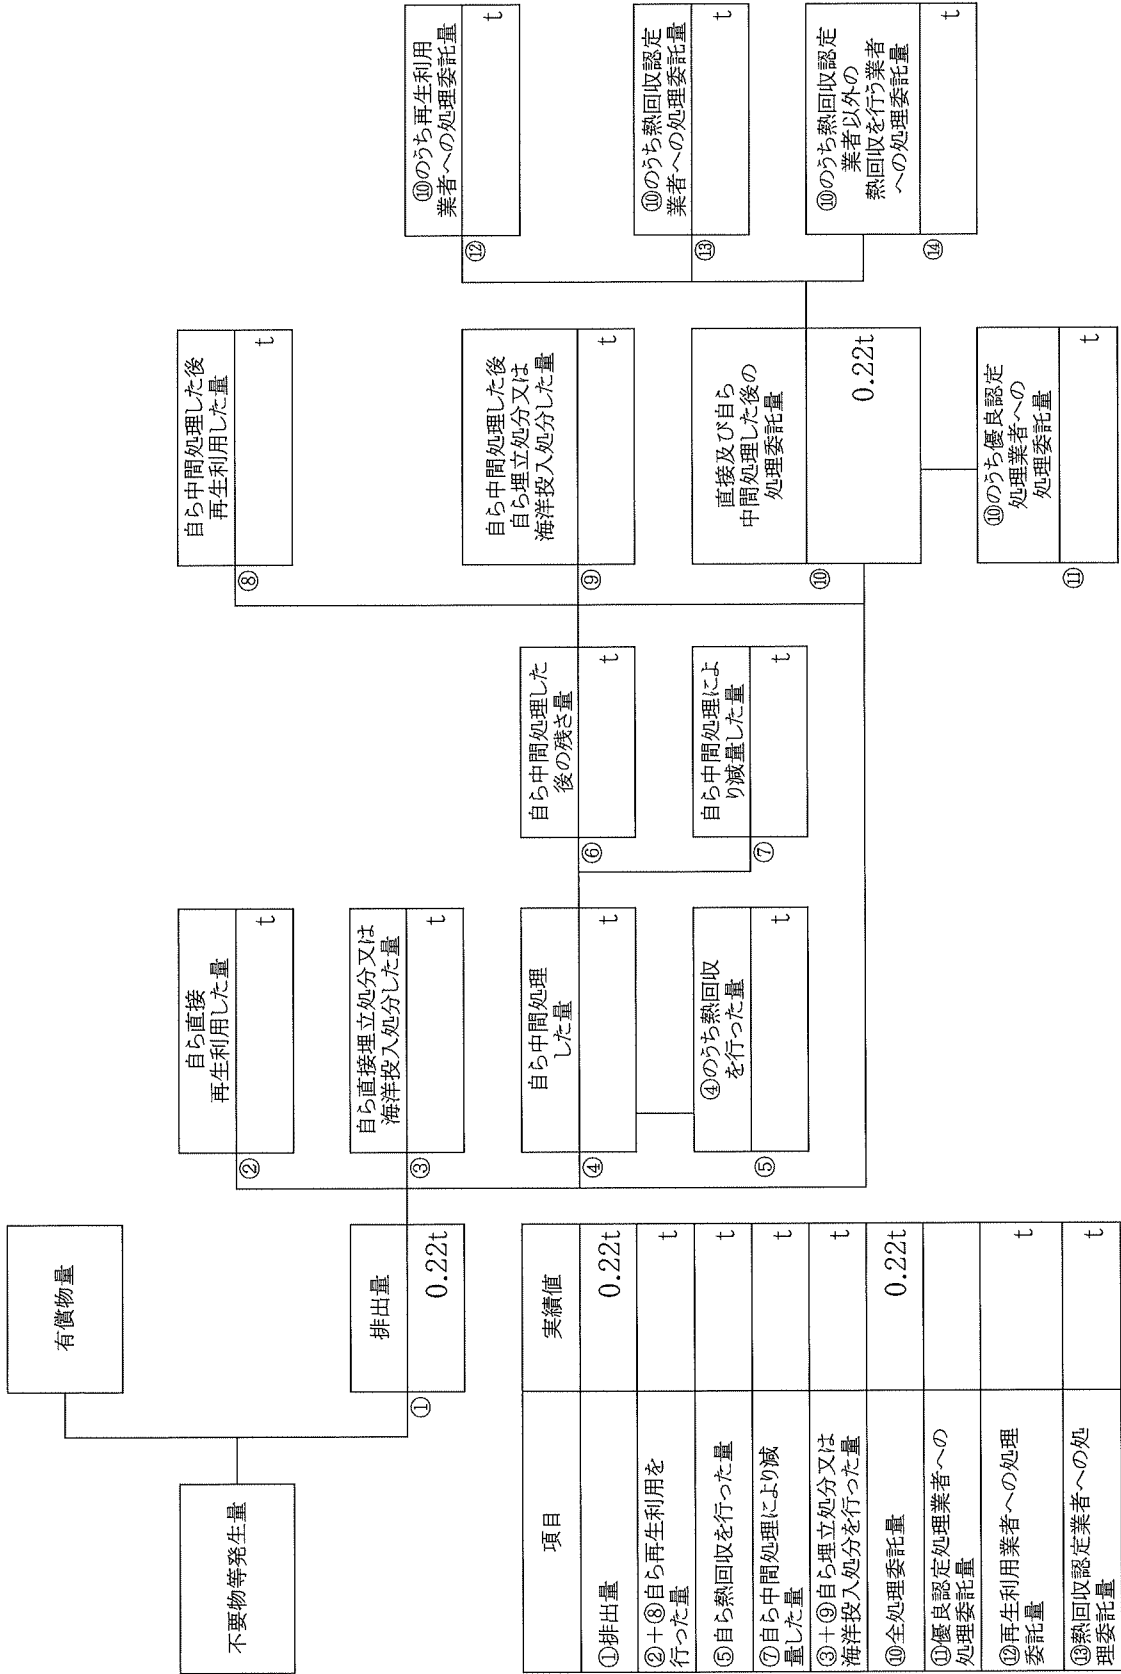 不要物等発生量
有償物量
排出量
①
0.22t
自ら直接
再生利用した量
②
t
自ら直接埋立処分又は
海洋投入処分した量
③
t
自ら中間処理
した量
④
t
④のうち熱回収
を行った量
⑤
t
自ら中間処理した
後の残さ量
⑥
t
自ら中間処理によ
り減量した量
⑦
t
自ら中間処理した後
再生利用した量
⑧
t
自ら中間処理した後
自ら埋立処分又は
海洋投入処分した量
⑨
t
直接及び自ら
中間処理した後の
処理委託量
⑩
0.22t
⑩のうち優良認定
処理業者への
処理委託量
⑪
t
⑩のうち再生利用
業者への処理委託量
⑫
t
⑩のうち熱回収認定
業者への処理委託量
⑬
t
⑩のうち熱回収認定
業者以外の
熱回収を行う業者
への処理委託量
⑭
t
項目 実績値
①排出量 0.22t
②+⑧自ら再生利用を
行った量 t
⑤自ら熱回収を行った量 t
⑦自ら中間処理により減
量した量 t
③+⑨自ら埋立処分又は
海洋投入処分を行った量 t
⑩全処理委託量 0.22t
⑪優良認定処理業者への
処理委託量
⑫再生利用業者への処理
委託量 t
⑬熱回収認定業者への処
理委託量 t